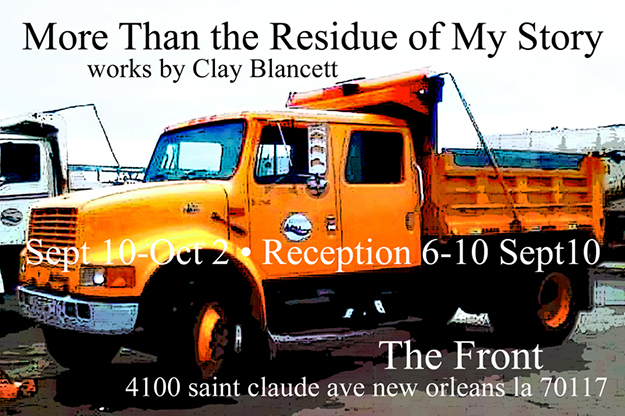 More Than the Residue of My Story
works by Clay Blancett
Sept 10-Oct 2 • Reception 6-10 Sept10
The Front
4100 saint claude ave new orleans la 70117